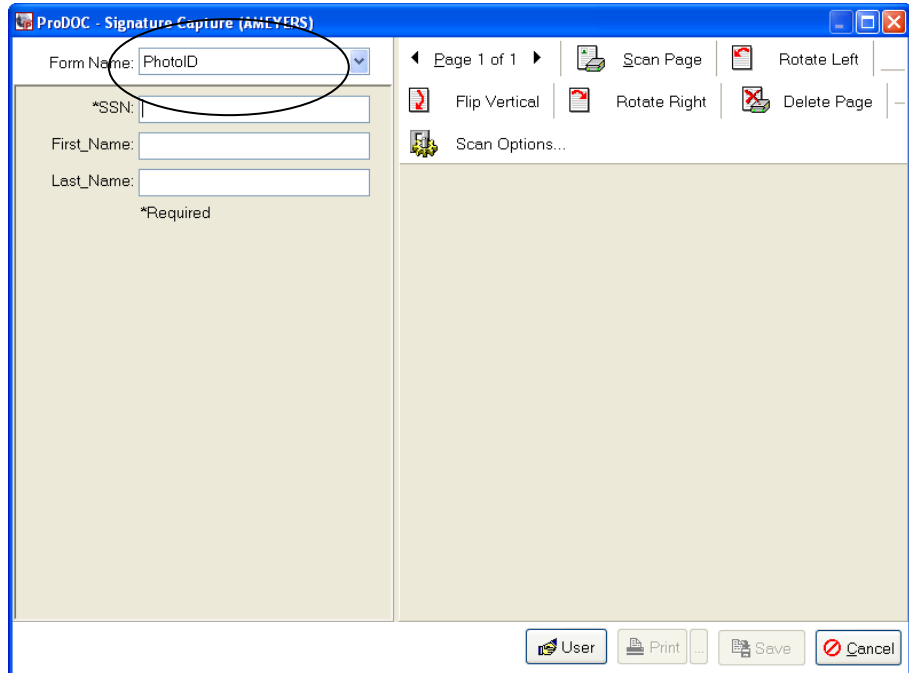 ProDOC - Signature Capture (AMEYERS)
Form Name: PhotoID
*SSN:
First_Name:
Last_Name:
*Required
Page 1 of 1 Scan Page Rotate Left
Flip Vertical Rotate Right Delete Page
Scan Options...
User Print ... Save Cancel